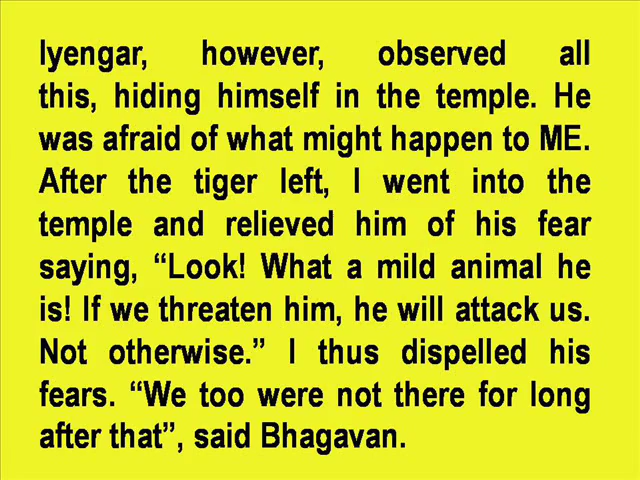 Iyengar, however, observed all
this, hiding himself in the temple. He
was afraid of what might happen to ME.
After the tiger left, I went into the
temple and relieved him of his fear
saying, “Look! What a mild animal he
is! If we threaten him, he will attack us.
Not otherwise.” I thus dispelled his
fears. “We too were not there for long
after that”, said Bhagavan.